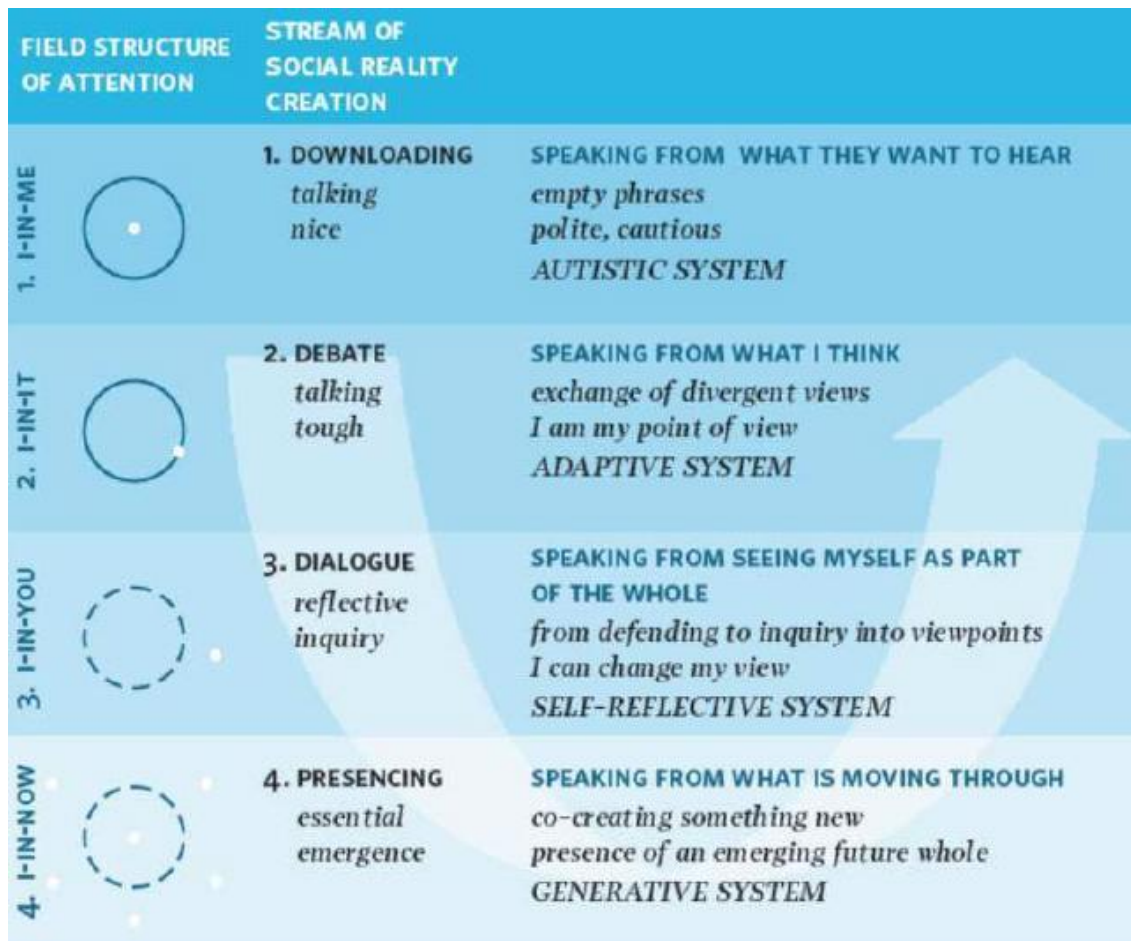 FIELD STRUCTURE
OF ATTENTION
STREAM OF
SOCIAL REALITY
CREATION
1. I-IN-ME
1. DOWNLOADING
talking
nice
SPEAKING FROM WHAT THEY WANT TO HEAR
empty phrases
polite, cautious
AUTISTIC SYSTEM
2. I-IN-IT
2. DEBATE
talking
tough
SPEAKING FROM WHAT I THINK
exchange of divergent views
I am my point of view
ADAPTIVE SYSTEM
3. I-IN-YOU
3. DIALOGUE
reflective
inquiry
SPEAKING FROM SEEING MYSELF AS PART
OF THE WHOLE
from defending to inquiry into viewpoints
I can change my view
SELF-REFLECTIVE SYSTEM
4. I-IN-NOW
4. PRESENCING
essential
emergence
SPEAKING FROM WHAT IS MOVING THROUGH
co-creating something new
presence of an emerging future whole
GENERATIVE SYSTEM